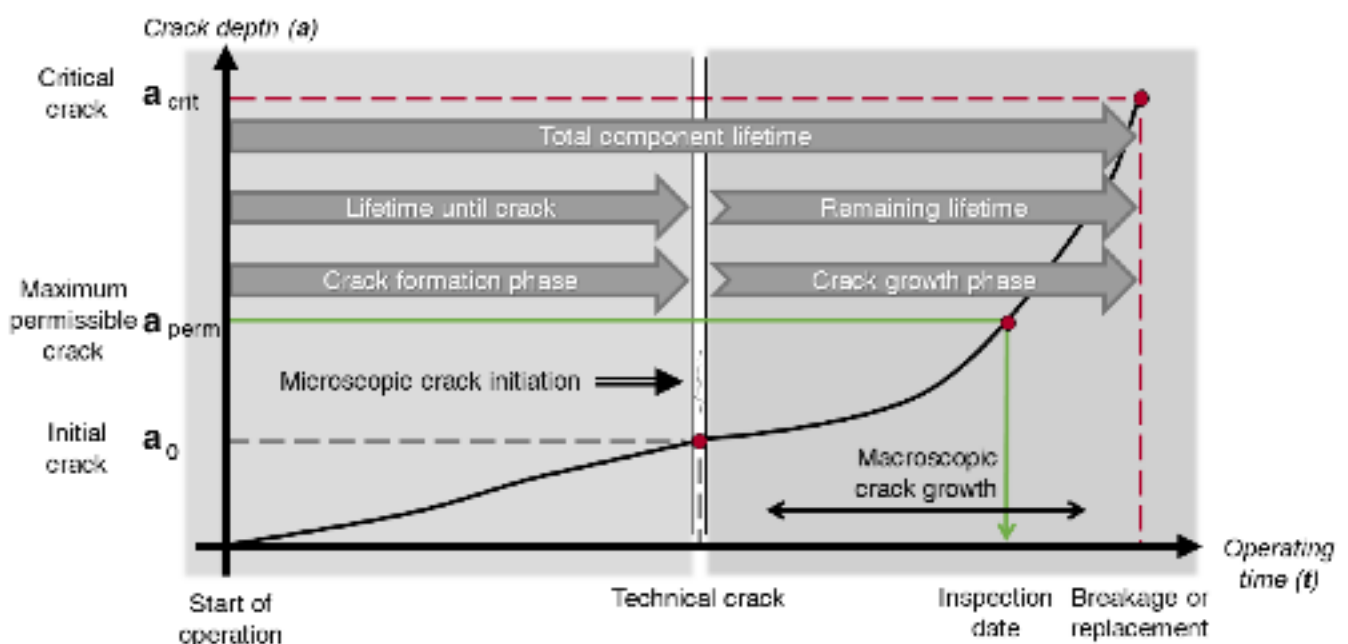 Crack depth (a)
Critical
crack
a crit
Total component lifetime
Lifetime until crack
Remaining lifetime
Crack formation phase
Crack growth phase
Maximum
permissible
crack
a perm
Microscopic crack initiation
Initial
crack
a 0
Macroscopic
crack growth
Operating
time (t)
Start of
operation
Technical crack
Inspection
date
Breakage or
replacement